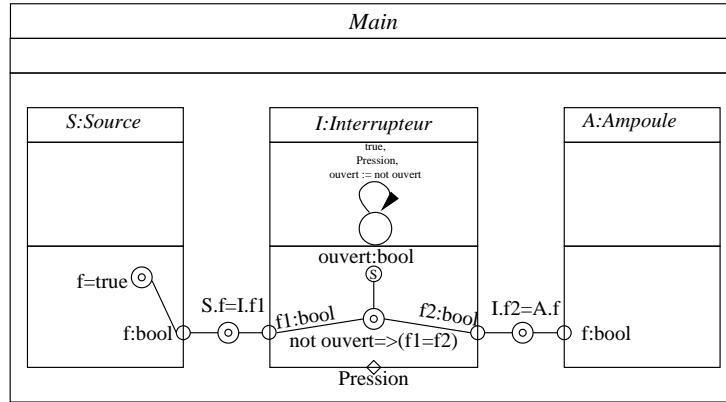 Main
S:Source
I:Interrupteur
A:Ampoule
true,
Pression,
ouvert := not ouvert
ouvert:bool
S
f=true
S.f=I.f1
f1:bool
f2:bool
I.f2=A.f
f:bool
f:bool
not ouvert=>(f1=f2)
Pression